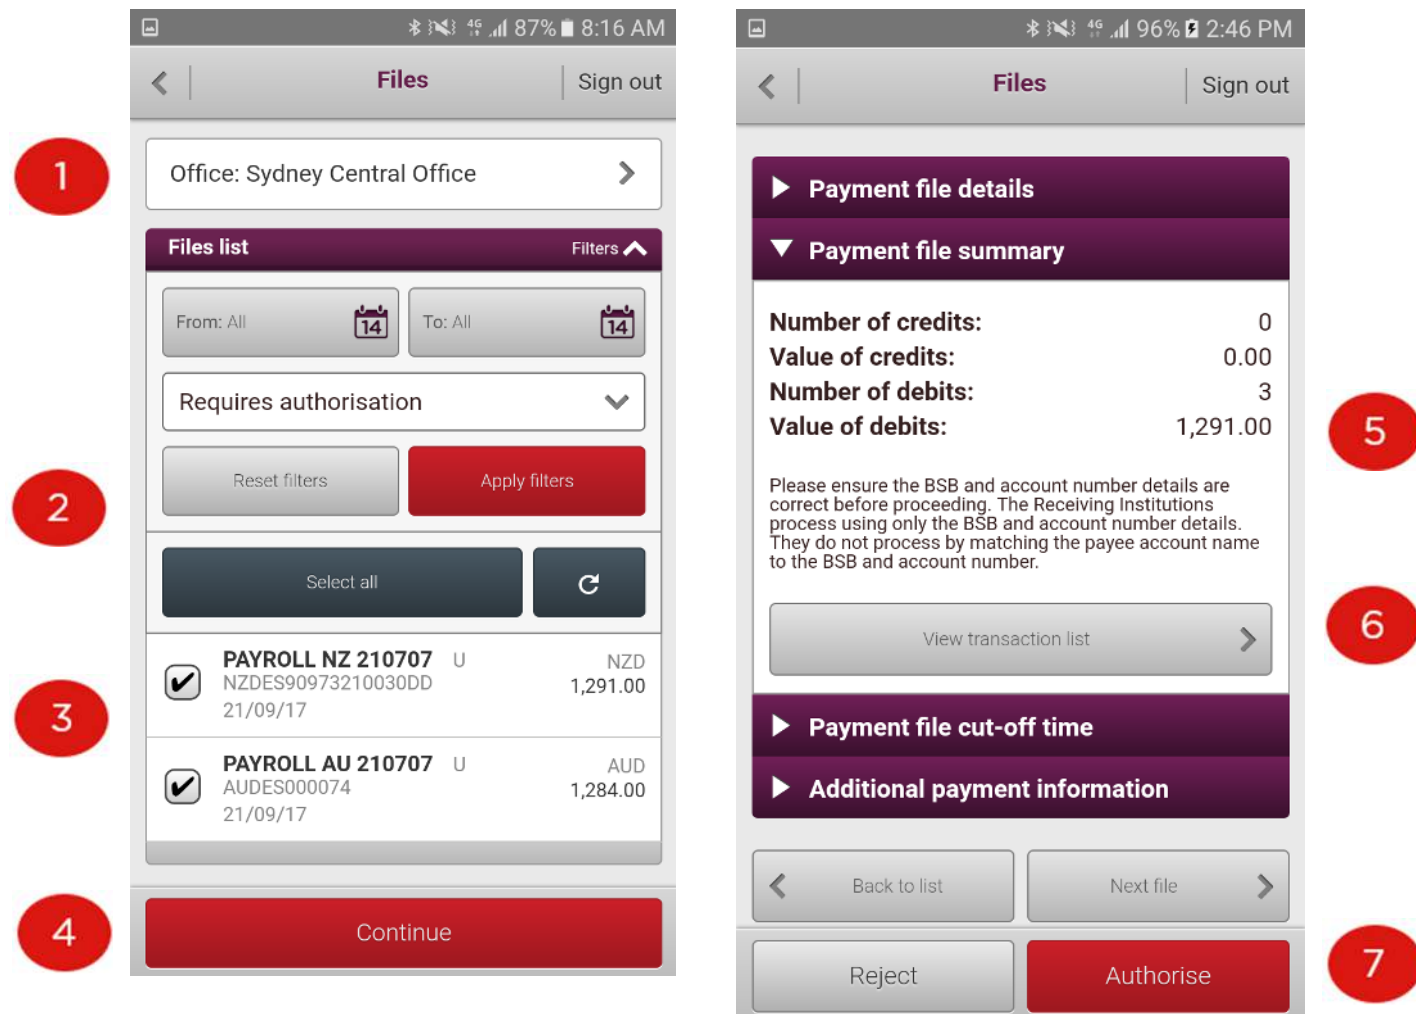 87% 8:16 AM
Files
Sign out
1
Office: Sydney Central Office
Files list
Filters
From: All
14
To: All
14
Requires authorisation
2
Reset filters
Apply filters
Select all
3
PAYROLL NZ 210707 U NZD
NZDES90973210030DD 1,291.00
21/09/17
PAYROLL AU 210707 U AUD
AUDES000074 1,284.00
21/09/17
4
Continue
4G 96% 2:46 PM
Files
Sign out
Payment file details
Payment file summary
Number of credits: 0
Value of credits: 0.00
Number of debits: 3
Value of debits: 1,291.00
5
Please ensure the BSB and account number details are
correct before proceeding. The Receiving Institutions
process using only the BSB and account number details.
They do not process by matching the payee account name
to the BSB and account number.
6
View transaction list
Payment file cut-off time
Additional payment information
Back to list
Next file
7
Reject
Authorise